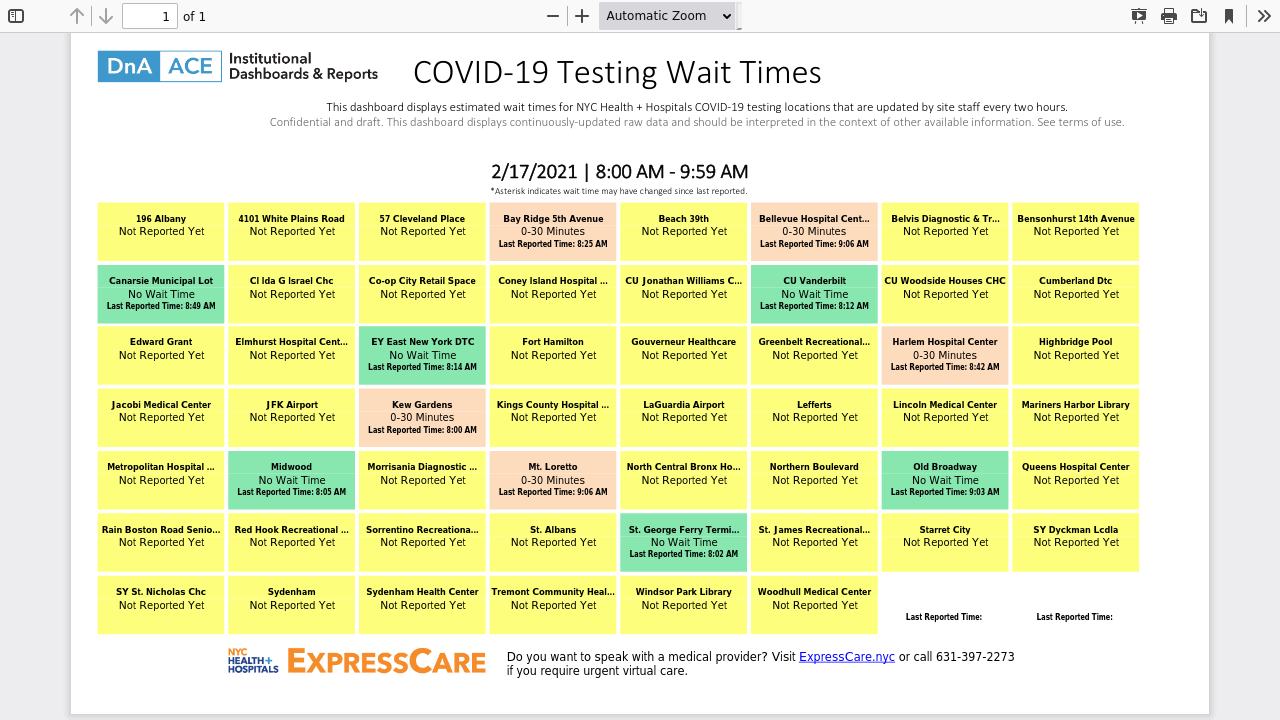 1 of 1 Automatic Zoom
DnA ACE Institutional
Dashboards & Reports
COVID-19 Testing Wait Times
This dashboard displays estimated wait times for NYC Health + Hospitals COVID-19 testing locations that are updated by site staff every two hours.
Confidential and draft. This dashboard displays continuously-updated raw data and should be interpreted in the context of other available information. See terms of use.
2/17/2021 | 8:00 AM - 9:59 AM
*Asterisk indicates wait time may have changed since last reported.
196 Albany
Not Reported Yet
4101 White Plains Road
Not Reported Yet
57 Cleveland Place
Not Reported Yet
Bay Ridge 5th Avenue
0-30 Minutes
Last Reported Time: 8:25 AM
Beach 39th
Not Reported Yet
Bellevue Hospital Cent...
0-30 Minutes
Last Reported Time: 9:06 AM
Belvis Diagnostic & Tr...
Not Reported Yet
Bensonhurst 14th Avenue
Not Reported Yet
Canarsie Municipal Lot
No Wait Time
Last Reported Time: 8:49 AM
Cl Ida G Israel Chc
Not Reported Yet
Co-op City Retail Space
Not Reported Yet
Coney Island Hospital ...
Not Reported Yet
CU Jonathan Williams C...
Not Reported Yet
CU Vanderbilt
No Wait Time
Last Reported Time: 8:12 AM
CU Woodside Houses CHC
Not Reported Yet
Cumberland Dtc
Not Reported Yet
Edward Grant
Not Reported Yet
Elmhurst Hospital Cent...
Not Reported Yet
EY East New York DTC
No Wait Time
Last Reported Time: 8:14 AM
Fort Hamilton
Not Reported Yet
Gouverneur Healthcare
Not Reported Yet
Greenbelt Recreational...
Not Reported Yet
Harlem Hospital Center
0-30 Minutes
Last Reported Time: 8:42 AM
Highbridge Pool
Not Reported Yet
Jacobi Medical Center
Not Reported Yet
JFK Airport
Not Reported Yet
Kew Gardens
0-30 Minutes
Last Reported Time: 8:00 AM
Kings County Hospital ...
Not Reported Yet
LaGuardia Airport
Not Reported Yet
Lefferts
Not Reported Yet
Lincoln Medical Center
Not Reported Yet
Mariners Harbor Library
Not Reported Yet
Metropolitan Hospital ...
Not Reported Yet
Midwood
No Wait Time
Last Reported Time: 8:05 AM
Morrisania Diagnostic ...
Not Reported Yet
Mt. Loretto
0-30 Minutes
Last Reported Time: 9:06 AM
North Central Bronx Ho...
Not Reported Yet
Northern Boulevard
Not Reported Yet
Old Broadway
No Wait Time
Last Reported Time: 9:03 AM
Queens Hospital Center
Not Reported Yet
Rain Boston Road Senio...
Not Reported Yet
Red Hook Recreational ...
Not Reported Yet
Sorrentino Recreationa...
Not Reported Yet
St. Albans
Not Reported Yet
St. George Ferry Termi...
No Wait Time
Last Reported Time: 8:02 AM
St. James Recreational...
Not Reported Yet
Starret City
Not Reported Yet
SY Dyckman Lcdla
Not Reported Yet
SY St. Nicholas Chc
Not Reported Yet
Sydenham
Not Reported Yet
Sydenham Health Center
Not Reported Yet
Tremont Community Heal...
Not Reported Yet
Windsor Park Library
Not Reported Yet
Woodhull Medical Center
Not Reported Yet
Last Reported Time:
Last Reported Time:
NYC
HEALTH+
HOSPITALS
EXPRESSCARE
Do you want to speak with a medical provider? Visit ExpressCare.nyc or call 631-397-2273
if you require urgent virtual care.